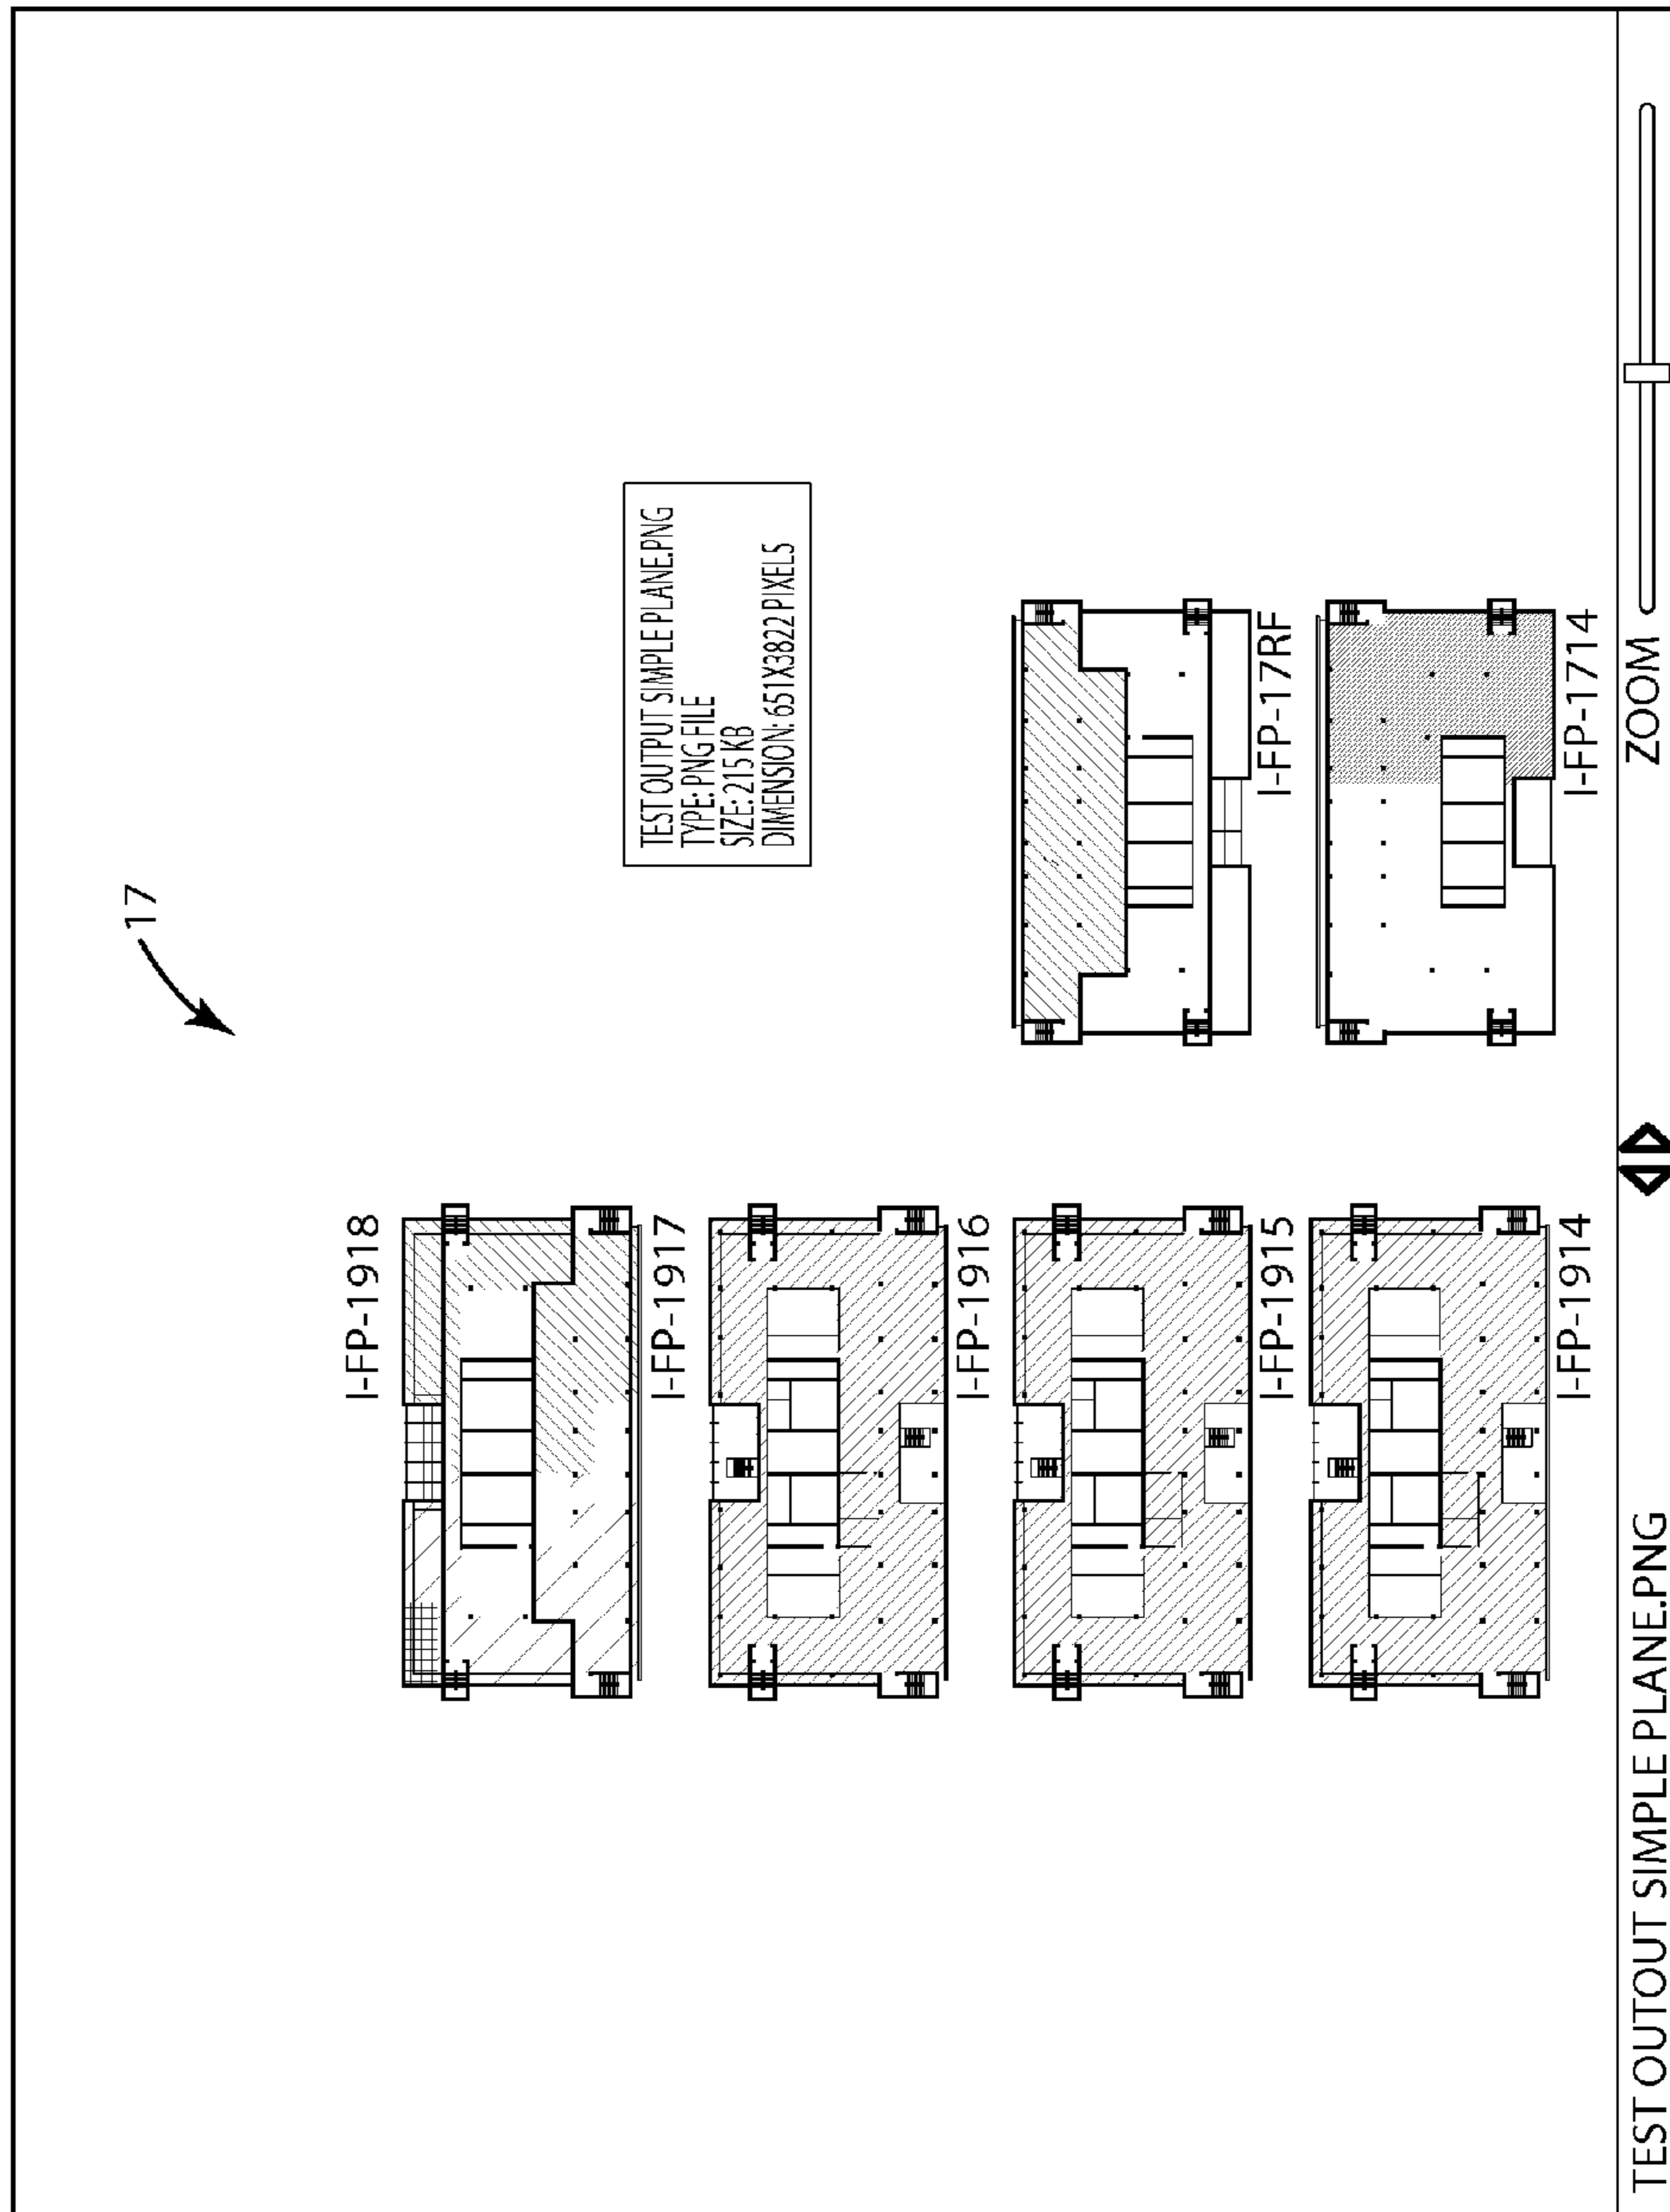 17
I-FP-1918
I-FP-1917
TEST OUTPUT SIMPLE PLANE.PNG
TYPE: PNG FILE
SIZE: 215 KB
DIMENSION: 651X3822 PIXELS
I-FP-1916
I-FP-1915
I-FP-17RF
I-FP-1914
I-FP-1714
TEST OUTOUT SIMPLE PLANE.PNG
ZOOM